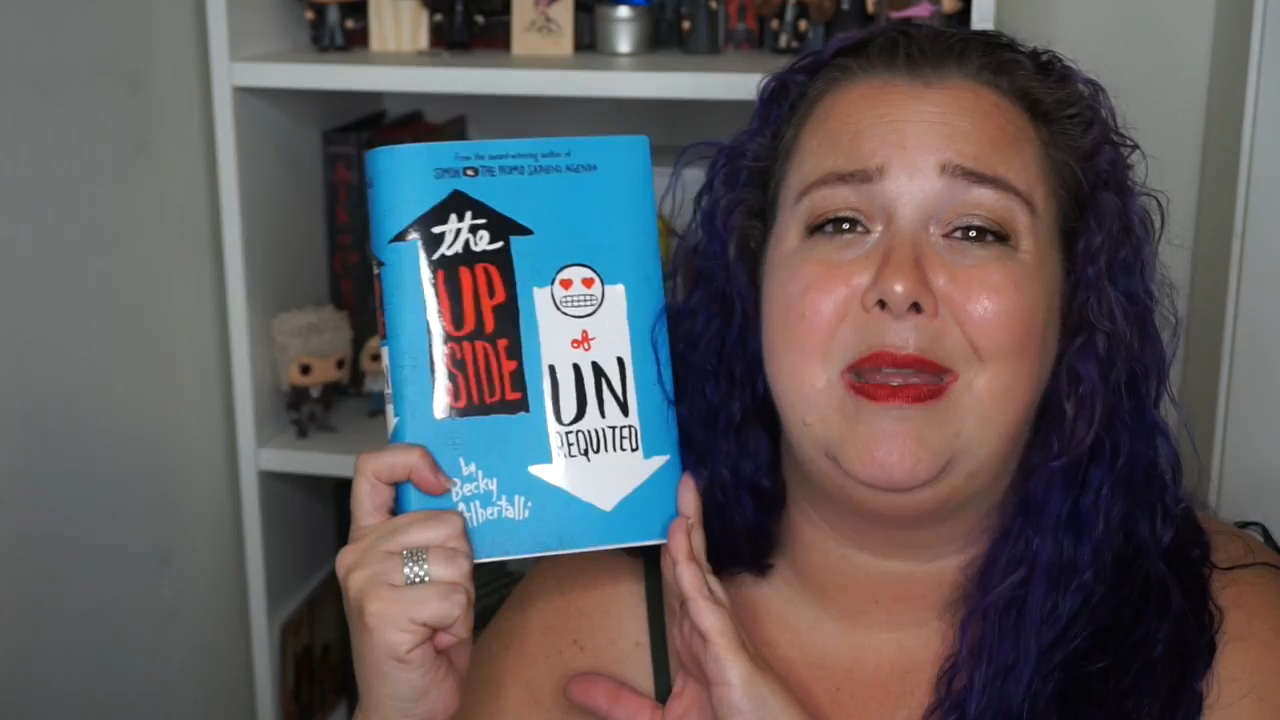 From the award-winning author of
SIMON vs. THE HOMO SAPIENS AGENDA
the
UP
SIDE
of
UN
REQUITED
by
Becky
Albertalli